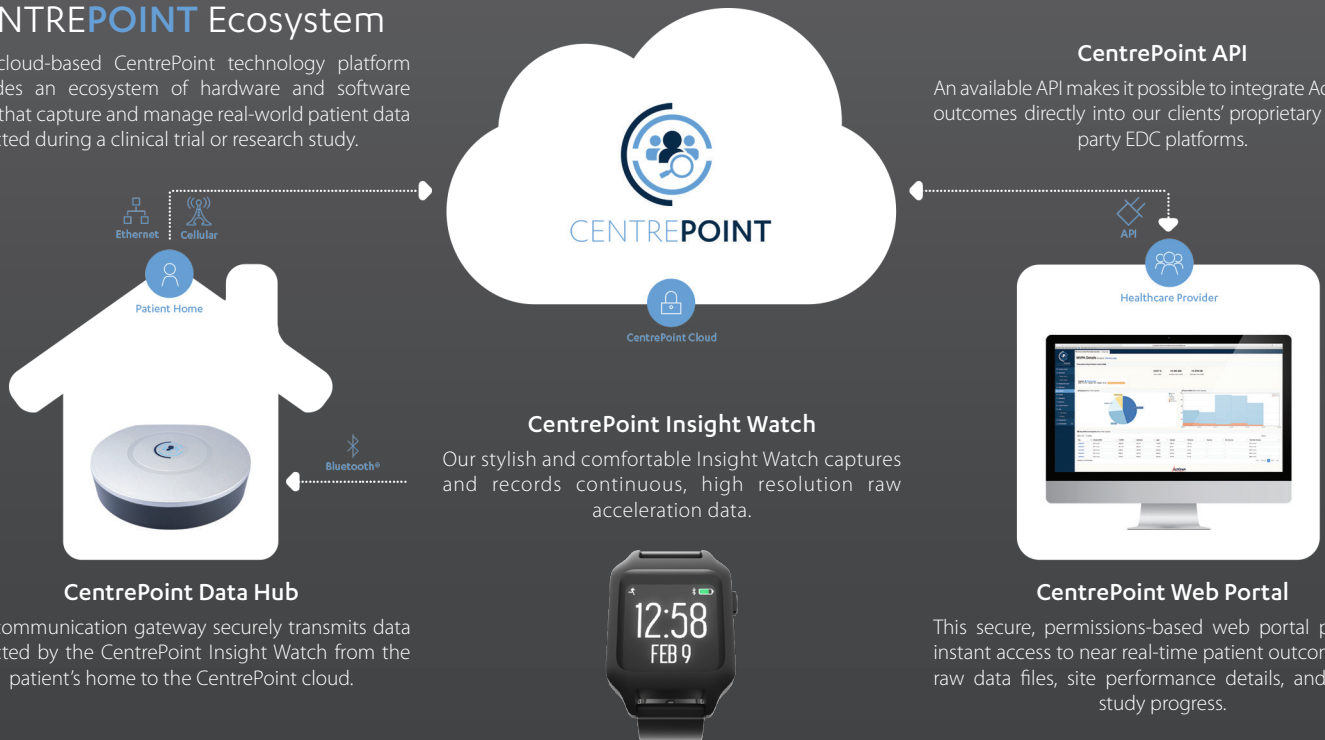 NTREPOINT Ecosystem
cloud-based CentrePoint technology platform
des an ecosystem of hardware and software
that capture and manage real-world patient data
ted during a clinical trial or research study.
Ethernet
Cellular
Patient Home
CENTREPOINT
CentrePoint Cloud
CentrePoint API
An available API makes it possible to integrate Ac
outcomes directly into our clients' proprietary
party EDC platforms.
API
Healthcare Provider
Bluetooth®
CentrePoint Insight Watch
Our stylish and comfortable Insight Watch captures
and records continuous, high resolution raw
acceleration data.
12:58
FEB 9
CentrePoint Data Hub
communication gateway securely transmits data
ted by the CentrePoint Insight Watch from the
patient's home to the CentrePoint cloud.
CentrePoint Web Portal
This secure, permissions-based web portal p
instant access to near real-time patient outcom
raw data files, site performance details, and
study progress.